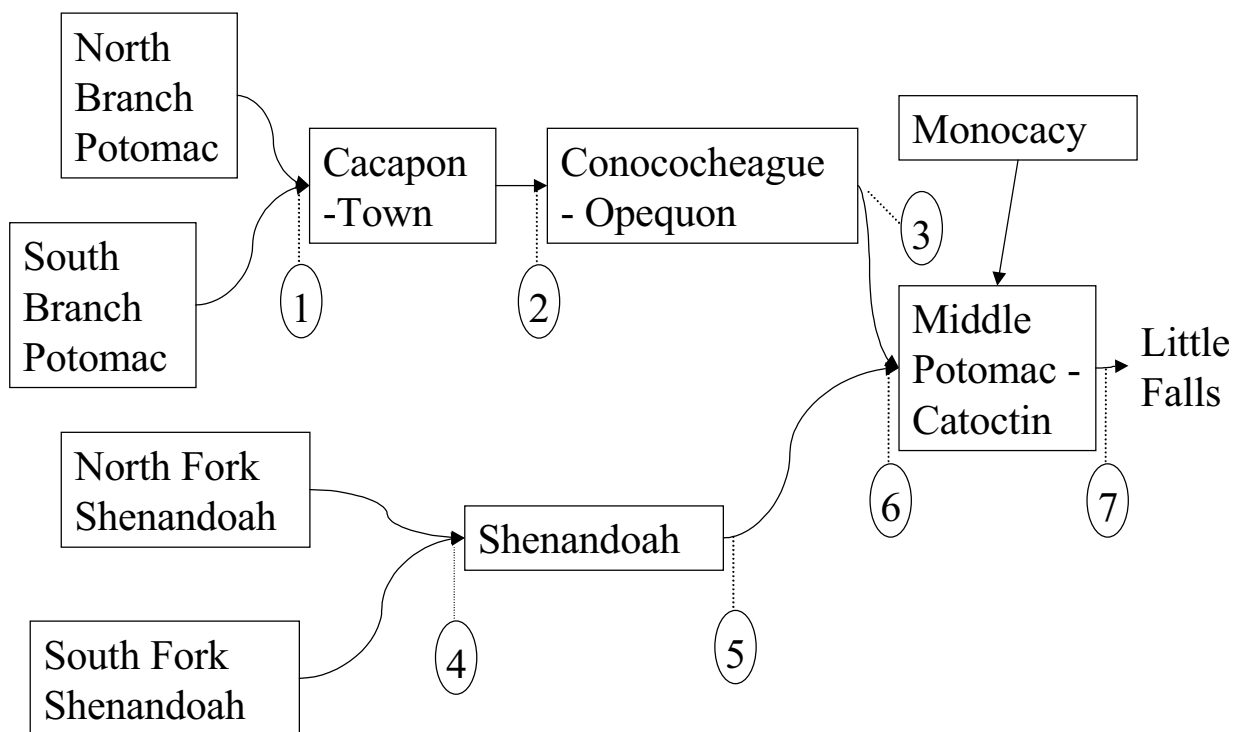 North
Branch
Potomac
South
Branch
Potomac
Cacapon
-Town
Conococheague
- Opequon
Monocacy
1
2
3
Middle
Potomac -
Catoctin
Little
Falls
North Fork
Shenandoah
South Fork
Shenandoah
Shenandoah
4
5
6
7